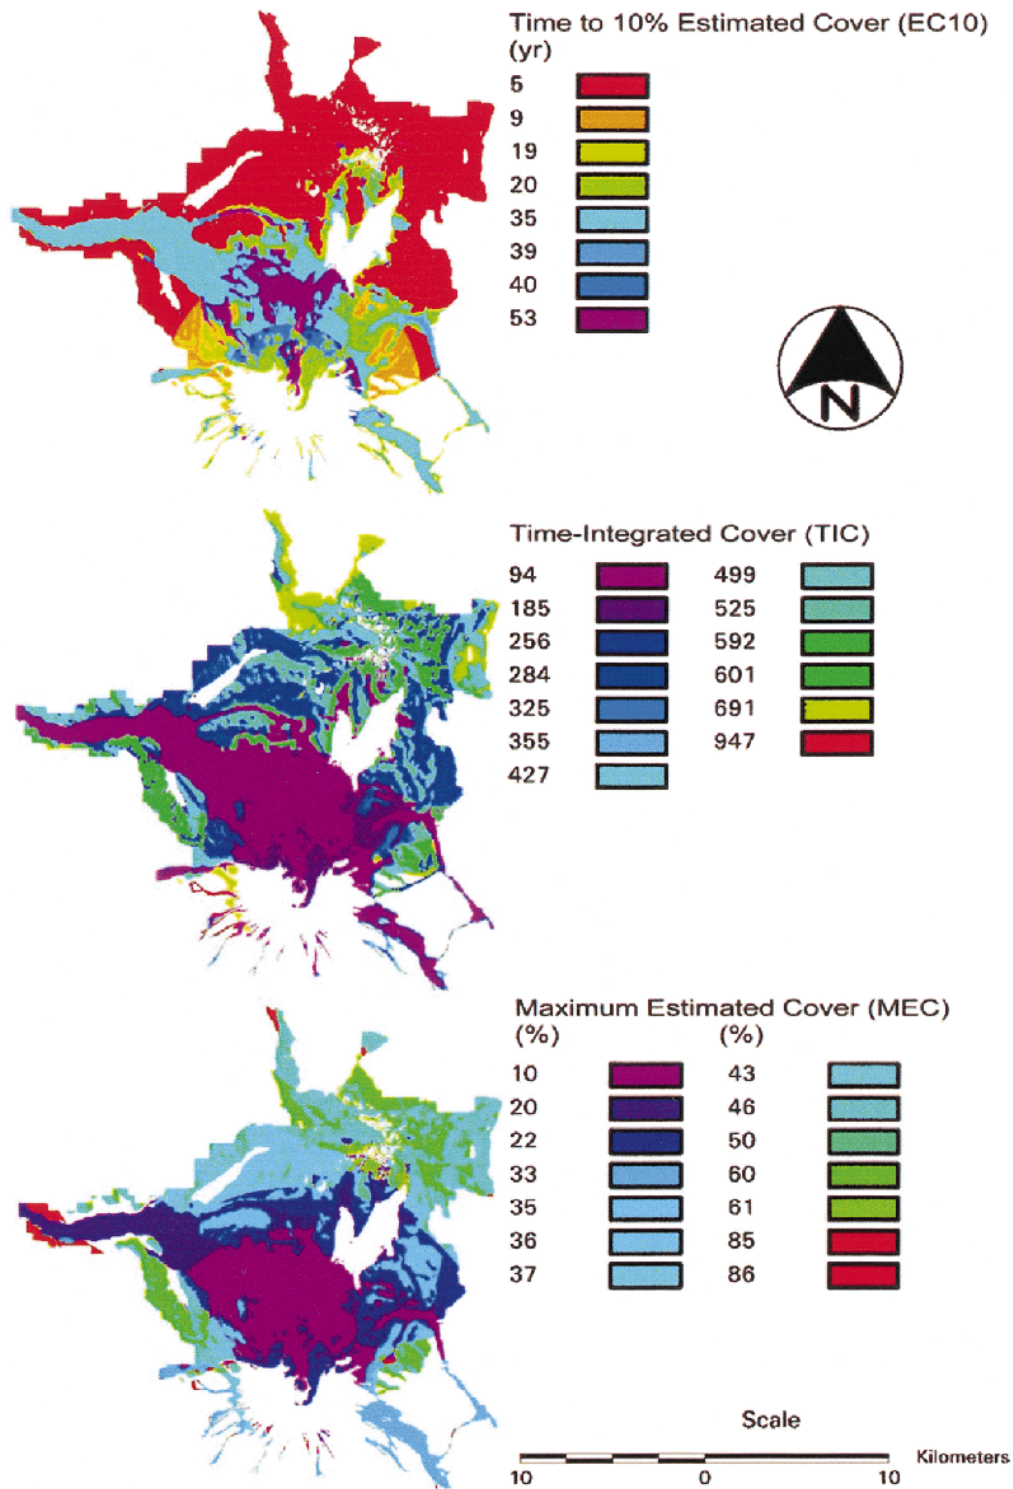 Time to 10% Estimated Cover (EC10)
(yr)
5
9
19
20
35
39
40
53
N
Time-Integrated Cover (TIC)
94 499
185 525
256 592
284 601
325 691
355 947
427
Maximum Estimated Cover (MEC)
(%) (%)
10 43
20 46
22 50
33 60
35 61
36 85
37 86
Scale
Kilometers
10 0 10